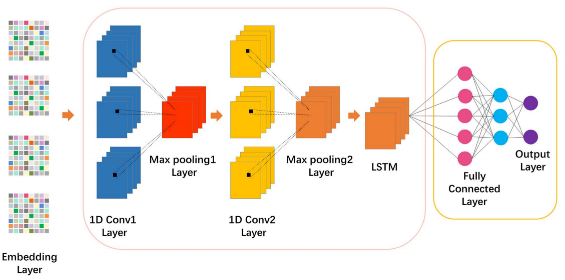 Max pooling1
Layer
Max pooling2
Layer
LSTM
Fully
Connected
Layer
Output
Layer
1D Conv1
Layer
1D Conv2
Layer
Embedding
Layer